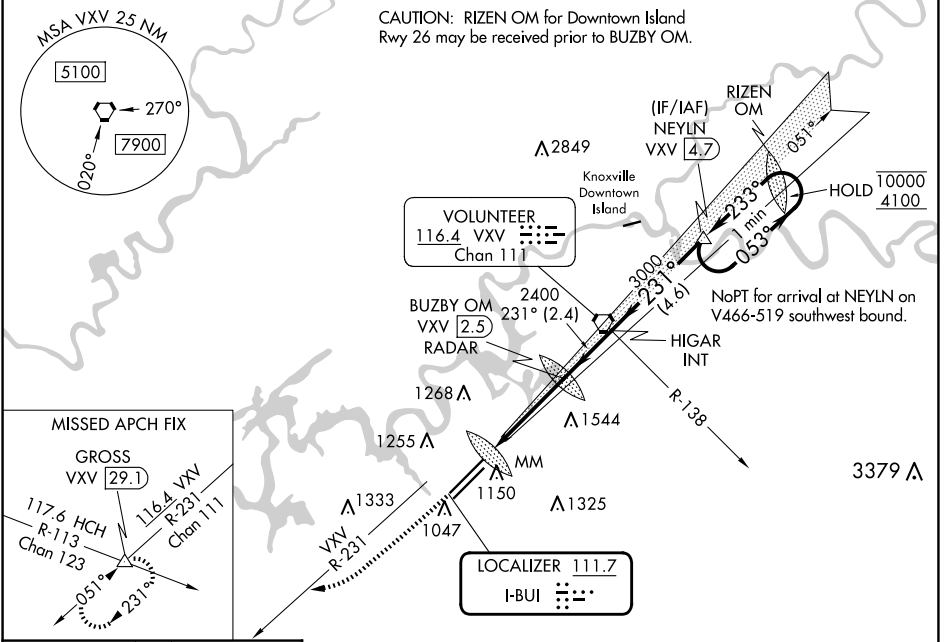 MSA VXV 25 NM
5100
270°
7900
020°
CAUTION: RIZEN OM for Downtown Island
Rwy 26 may be received prior to BUZBY OM.
RIZEN
OM
(IF/IAF)
NEYLN
VXV 4.7
051°
2849
Knoxville
Downtown
Island
HOLD 10000
4100
233°
1 min
053°
VOLUNTEER
116.4 VXV
Chan 111
3000
231°
(4.6)
NoPT for arrival at NEYLN on
V466-519 southwest bound.
2400
231° (2.4)
BUZBY OM
VXV 2.5
RADAR
HIGAR
INT
R-138
1268
1544
1255
MM
3379
1150
1333
1325
1047
VXV
R-231
LOCALIZER 111.7
I-BUI
MISSED APCH FIX
GROSS
VXV 29.1
116.4 VXV
R-231
Chan 111
117.6 HCH
R-113
Chan 123
051°
231°